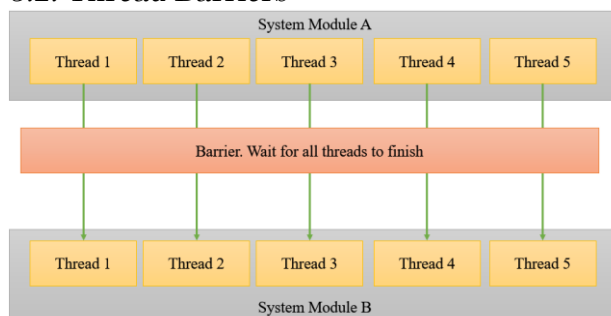 System Module A
Thread 1 Thread 2 Thread 3 Thread 4 Thread 5
Barrier. Wait for all threads to finish
Thread 1 Thread 2 Thread 3 Thread 4 Thread 5
System Module B